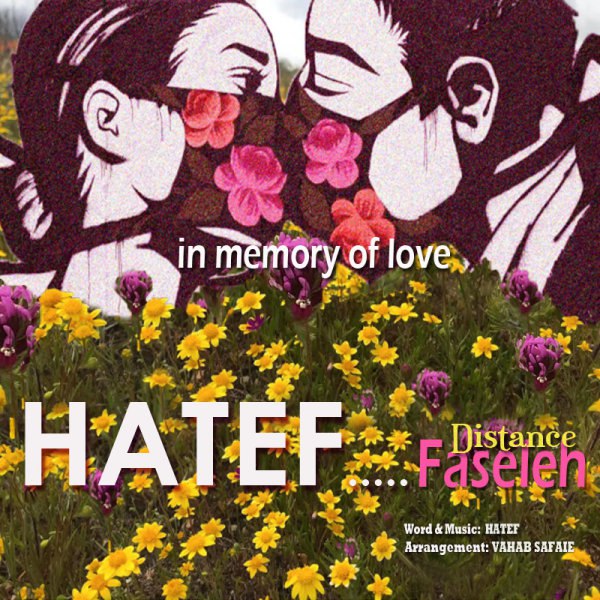 in memory of love
HATEF.....
Distance
Faseleh
Word & Music: HATEF
Arrangement: VAHAB SAFAIE